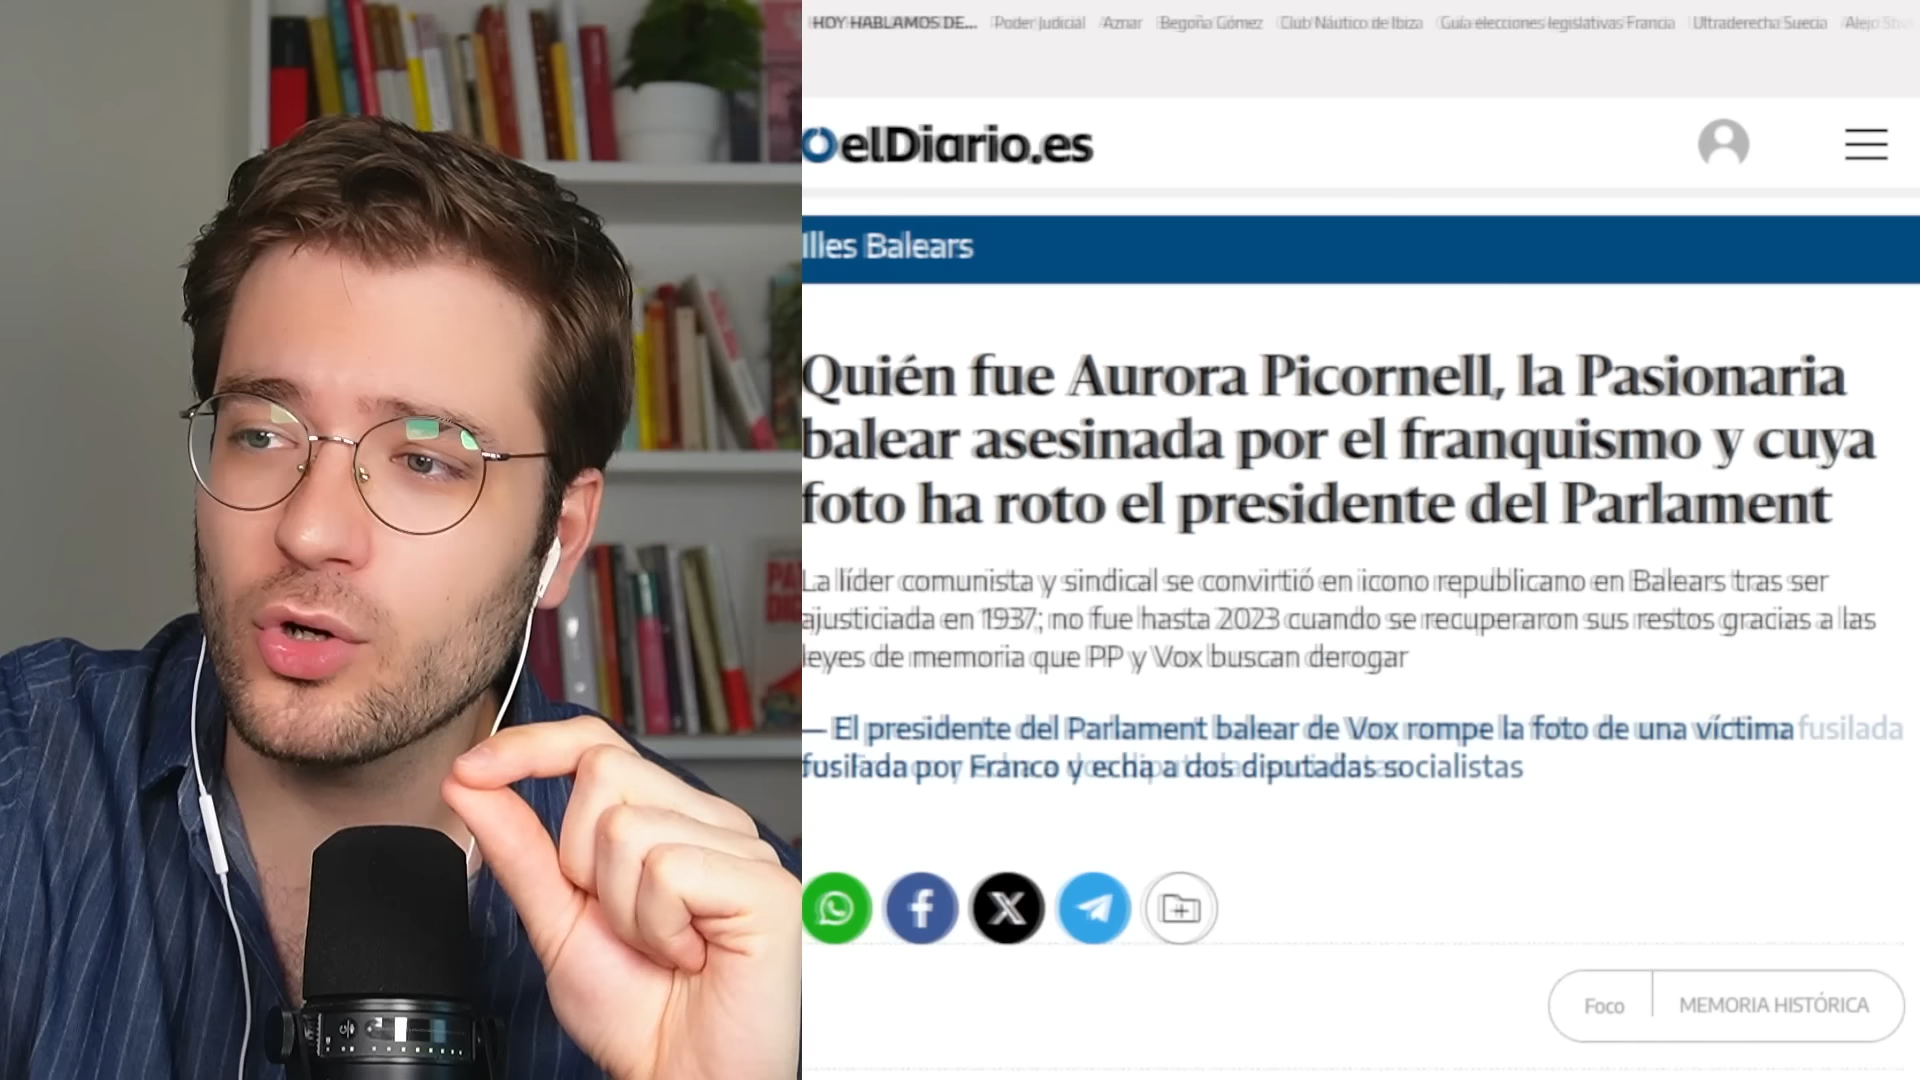 HOY HABLAMOS DE... Poder Judicial Aznar Begoña Gómez Club Náutico de Ibiza Guía elecciones legislativas Francia Ultraderecha Suecia Alejo
elDiario.es
Illes Balears
Quién fue Aurora Picornell, la Pasionaria
balear asesinada por el franquismo y cuya
foto ha roto el presidente del Parlament
La líder comunista y sindical se convirtió en icono republicano en Balears tras ser
ajusticiada en 1937; no fue hasta 2023 cuando se recuperaron sus restos gracias a las
leyes de memoria que PP y Vox buscan derogar
— El presidente del Parlament balear de Vox rompe la foto de una víctima fusilada
fusilada por Franco y echa a dos diputadas socialistas
Foco MEMORIA HISTÓRICA